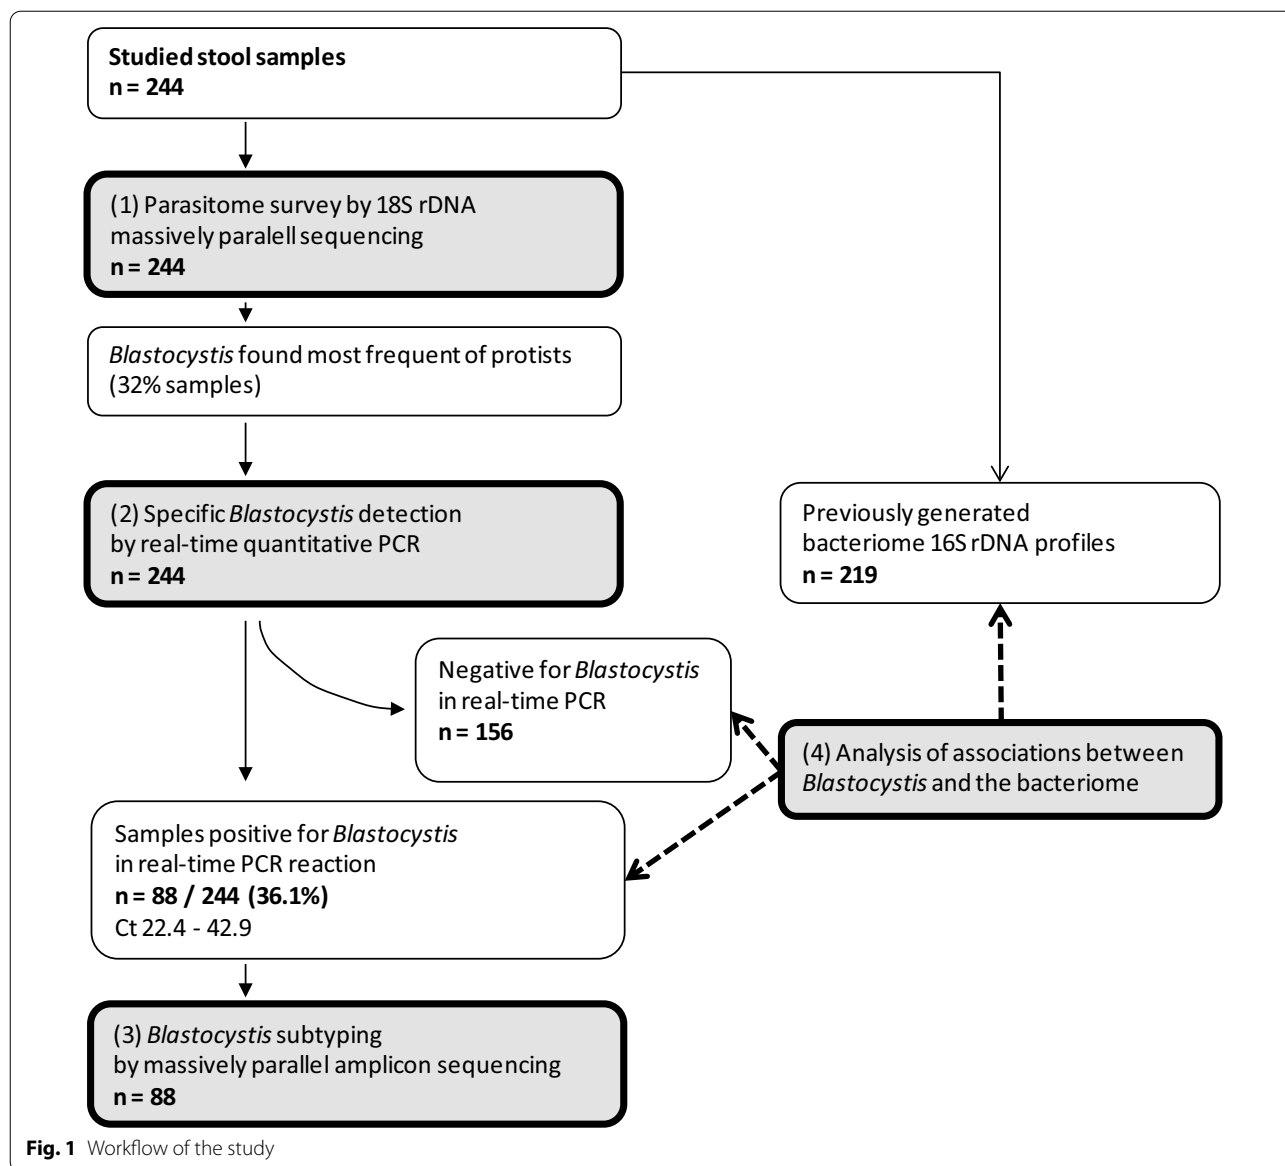 Studied stool samples
n = 244
(1) Parasitome survey by 18S rDNA
massively paralell sequencing
n = 244
Blastocystis found most frequent of protists
(32% samples)
(2) Specific Blastocystis detection
by real-time quantitative PCR
n = 244
Previously generated
bacteriome 16S rDNA profiles
n = 219
Negative for Blastocystis
in real-time PCR
n = 156
(4) Analysis of associations between
Blastocystis and the bacteriome
Samples positive for Blastocystis
in real-time PCR reaction
n = 88 / 244 (36.1%)
Ct 22.4 - 42.9
(3) Blastocystis subtyping
by massively parallel amplicon sequencing
n = 88
Fig. 1 Workflow of the study